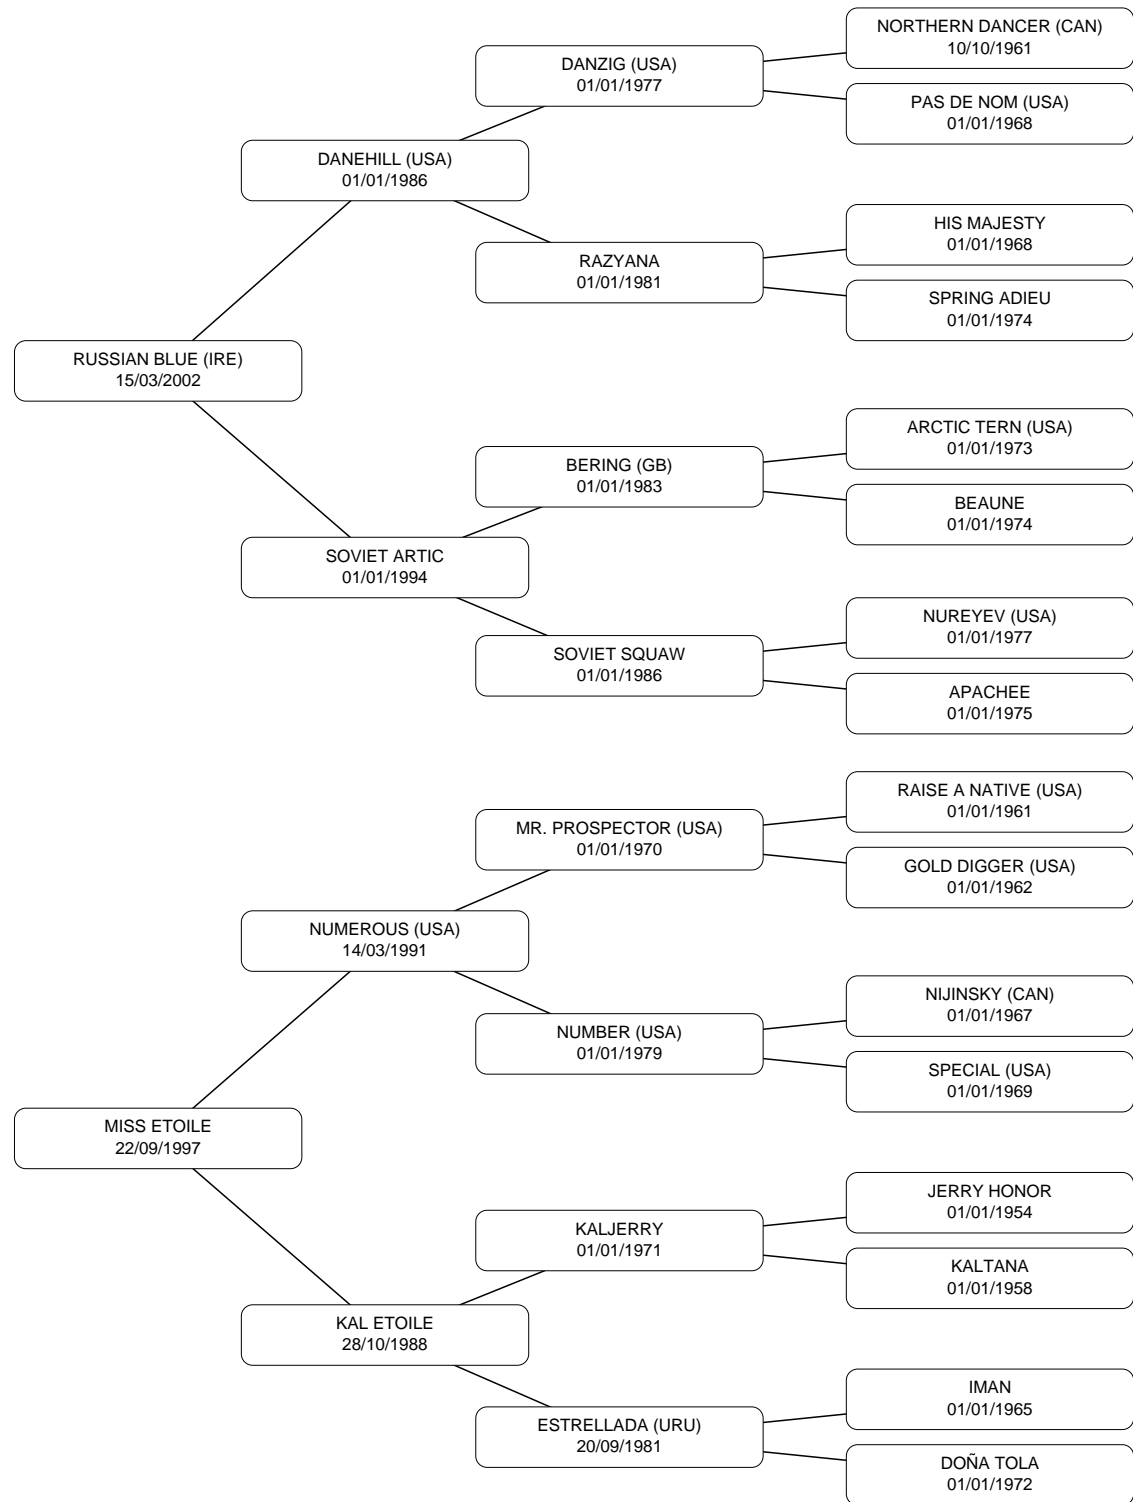 NORTHERN DANCER (CAN)
10/10/1961
DANZIG (USA)
01/01/1977
PAS DE NOM (USA)
01/01/1968
DANEHILL (USA)
01/01/1986
HIS MAJESTY
01/01/1968
RAZYANA
01/01/1981
SPRING ADIEU
01/01/1974
RUSSIAN BLUE (IRE)
15/03/2002
ARCTIC TERN (USA)
01/01/1973
BERING (GB)
01/01/1983
BEAUNE
01/01/1974
SOVIET ARTIC
01/01/1994
NUREYEV (USA)
01/01/1977
SOVIET SQUAW
01/01/1986
APACHEE
01/01/1975
RAISE A NATIVE (USA)
01/01/1961
MR. PROSPECTOR (USA)
01/01/1970
GOLD DIGGER (USA)
01/01/1962
NUMEROUS (USA)
14/03/1991
NIJINSKY (CAN)
01/01/1967
NUMBER (USA)
01/01/1979
SPECIAL (USA)
01/01/1969
MISS ETOILE
22/09/1997
JERRY HONOR
01/01/1954
KALJERRY
01/01/1971
KALTANA
01/01/1958
KAL ETOILE
28/10/1988
IMAN
01/01/1965
ESTRELLADA (URU)
20/09/1981
DOÑA TOLA
01/01/1972